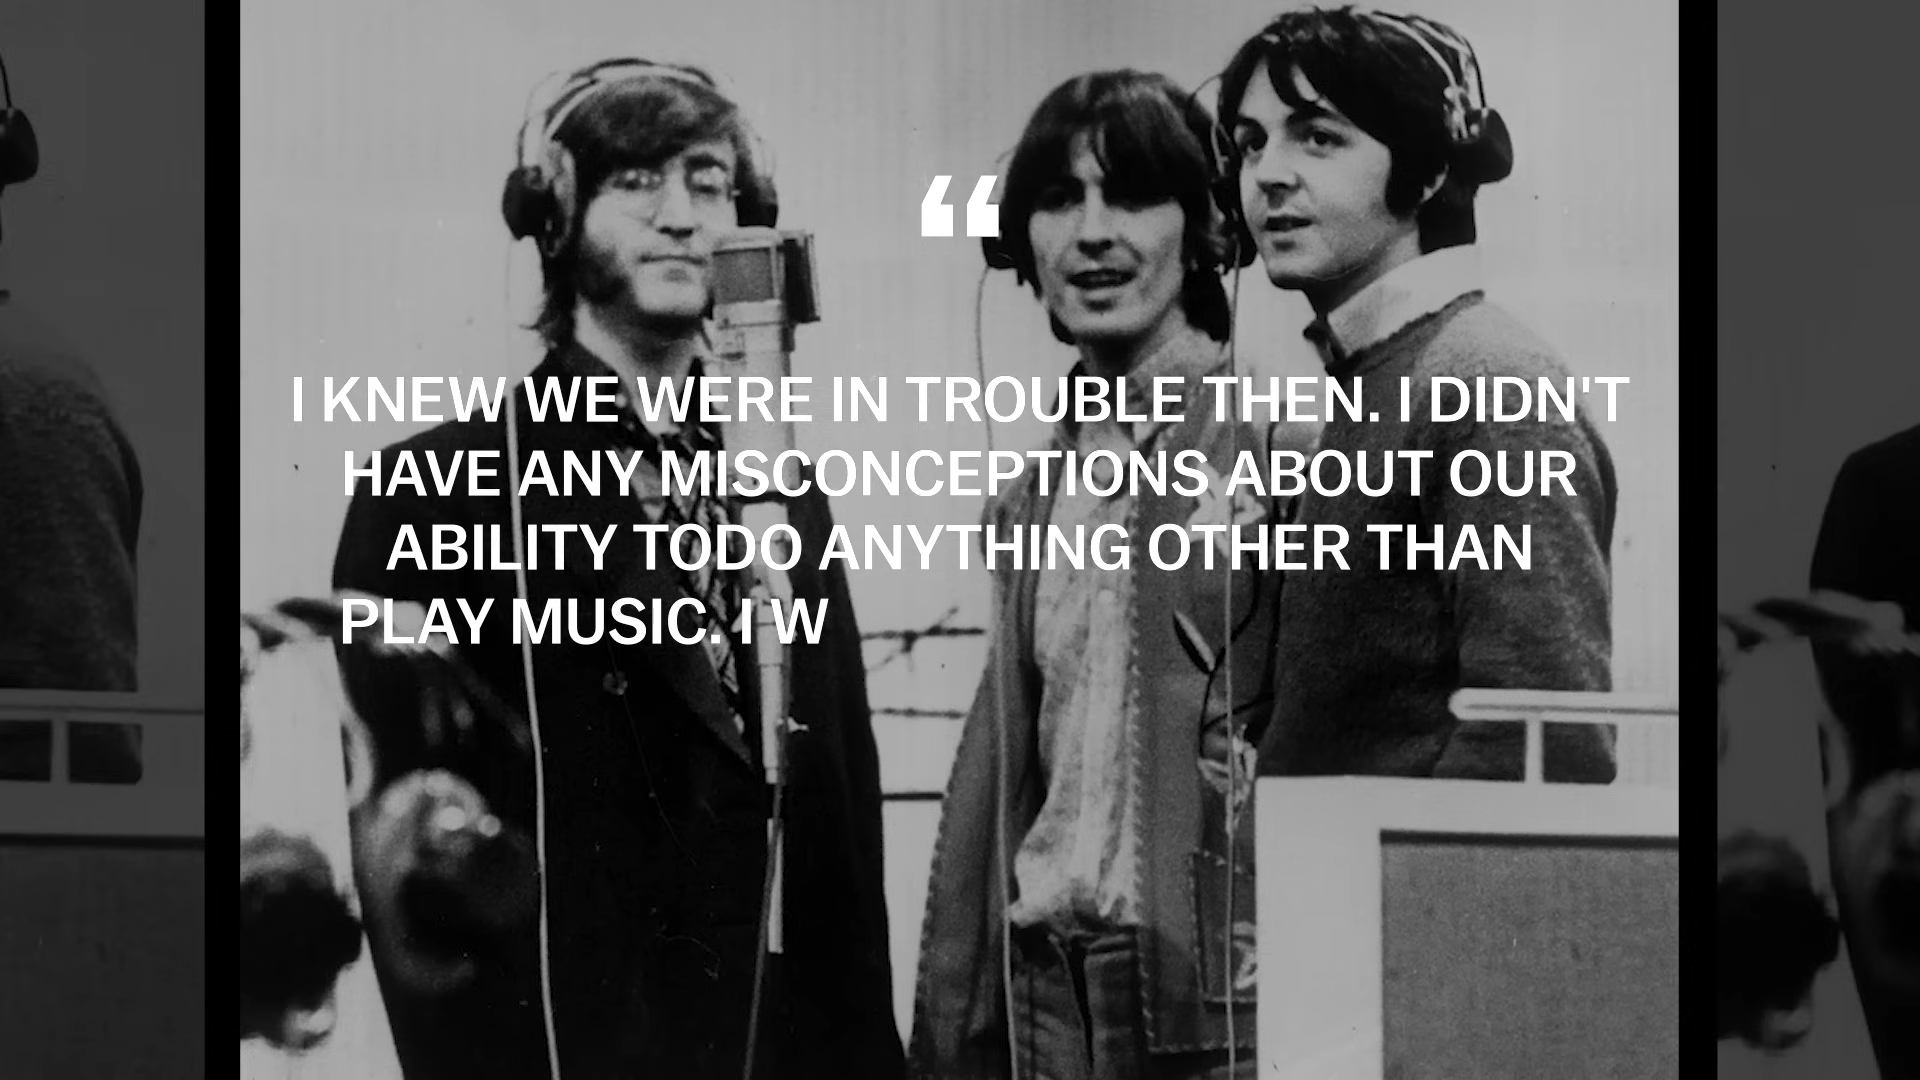 “
I KNEW WE WERE IN TROUBLE THEN. I DIDN'T
HAVE ANY MISCONCEPTIONS ABOUT OUR
ABILITY TODO ANYTHING OTHER THAN
PLAY MUSIC. I W